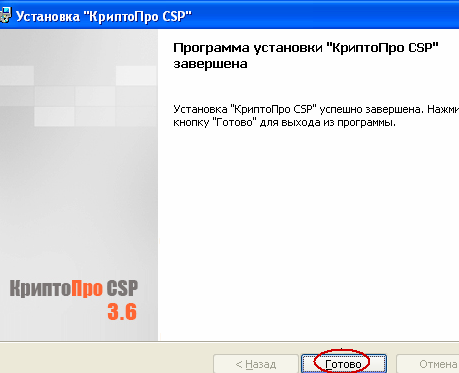 Установка "КриптоПро CSP"
Программа установки "КриптоПро CSP"
завершена
Установка "КриптоПро CSP" успешно завершена. Нажми
кнопку "Готово" для выхода из программы.
КриптоПро CSP
3.6
< Назад
Готово
Отмена